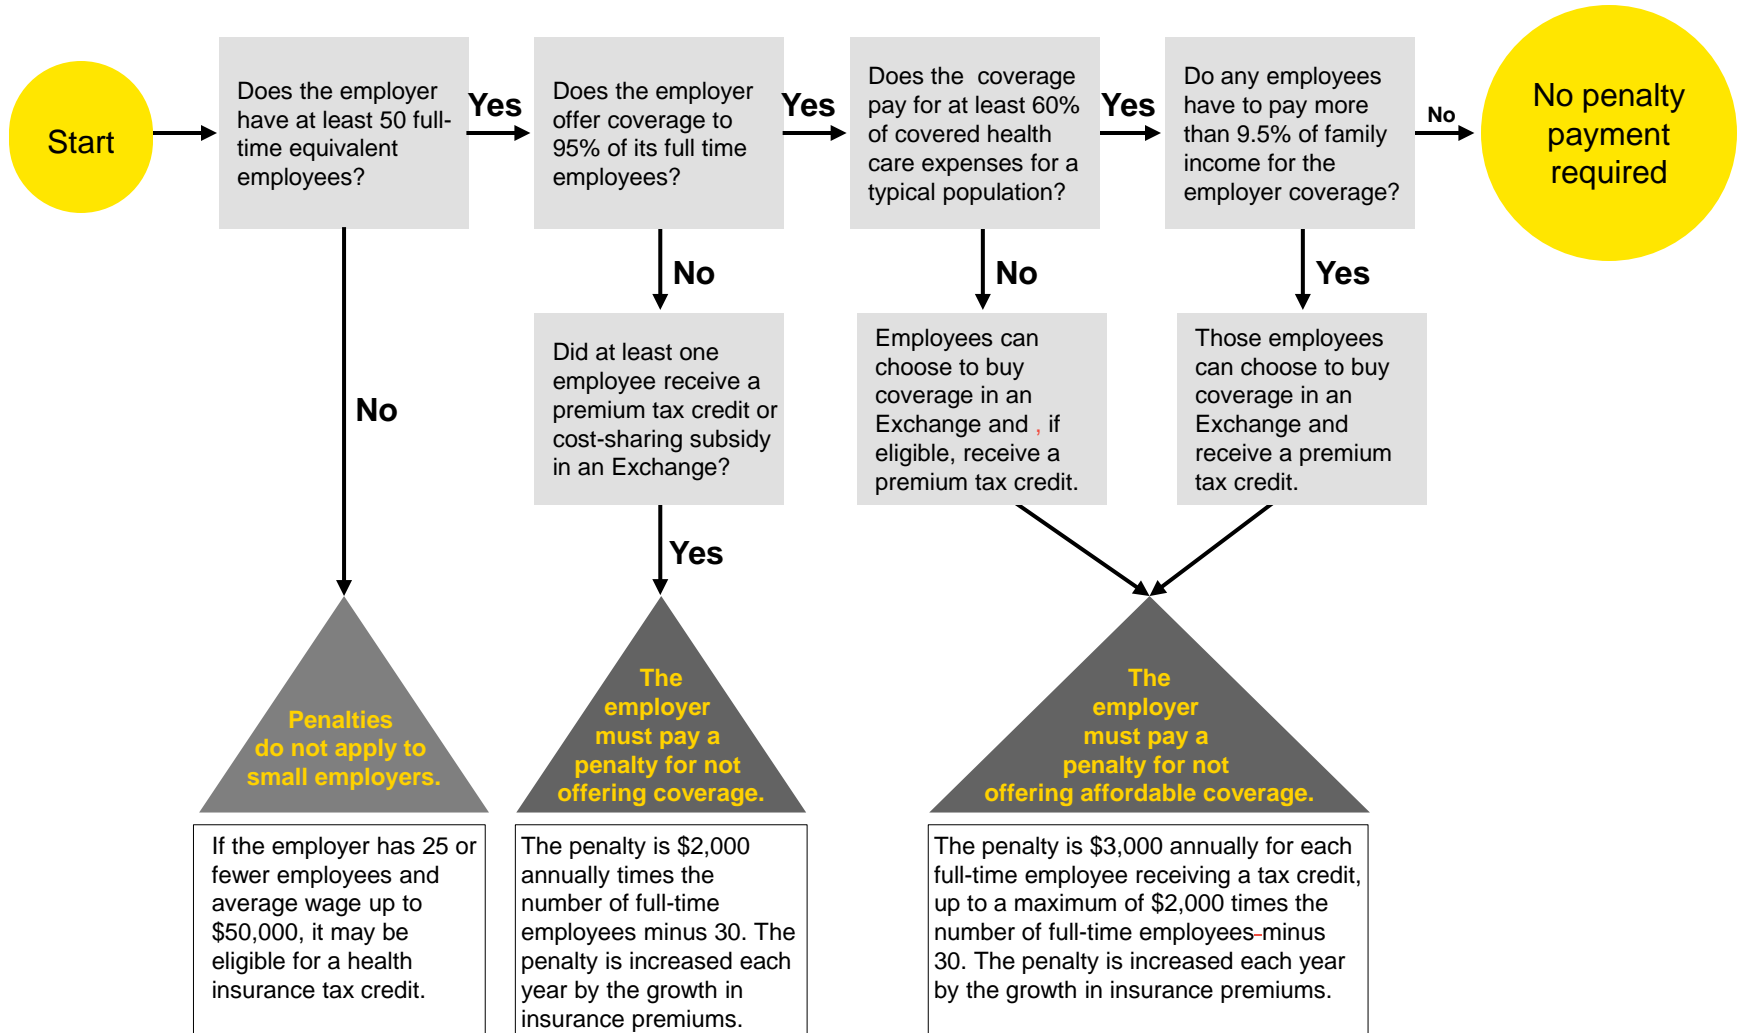 Start
Does the employer
have at least 50 full-
time equivalent
employees?
Yes
Does the employer
offer coverage to
95% of its full time
employees?
Yes
Does the  coverage
pay for at least 60%
of covered health
care expenses for a
typical population?
Yes
Do any employees
have to pay more
than 9.5% of family
income for the
employer coverage?
No
No penalty
payment
required
No
No
No
Yes
Did at least one
employee receive a
premium tax credit or
cost-sharing subsidy
in an Exchange?
Employees can
choose to buy
coverage in an
Exchange and , if
eligible, receive a
premium tax credit.
Those employees
can choose to buy
coverage in an
Exchange and
receive a premium
tax credit.
Yes
Penalties
do not apply to
small employers.
The
employer
must pay a
penalty for not
offering coverage.
The
employer
must pay a
penalty for not
offering affordable coverage.
If the employer has 25 or
fewer employees and
average wage up to
$50,000, it may be
eligible for a health
insurance tax credit.
The penalty is $2,000
annually times the
number of full-time
employees minus 30. The
penalty is increased each
year by the growth in
insurance premiums.
The penalty is $3,000 annually for each
full-time employee receiving a tax credit,
up to a maximum of $2,000 times the
number of full-time employees-minus
30. The penalty is increased each year
by the growth in insurance premiums.